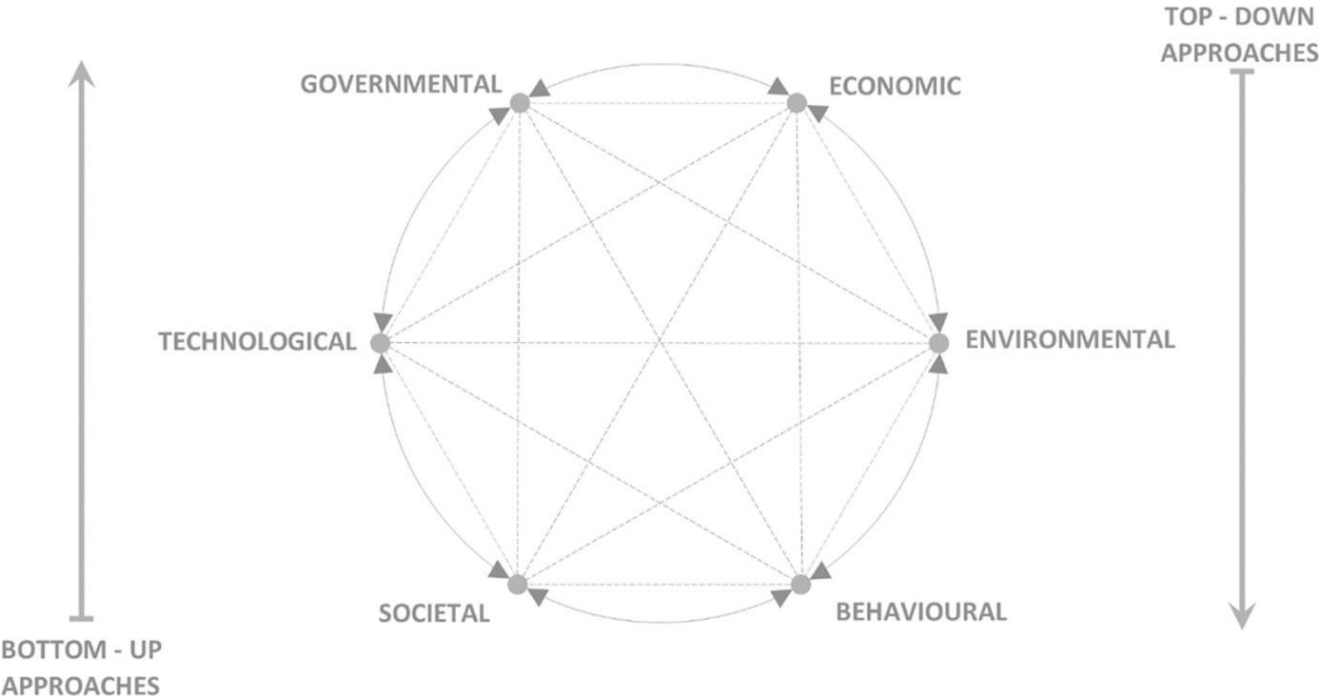 TOP - DOWN
APPROACHES
GOVERNMENTAL
ECONOMIC
TECHNOLOGICAL
ENVIRONMENTAL
SOCIETAL
BEHAVIOURAL
BOTTOM - UP
APPROACHES